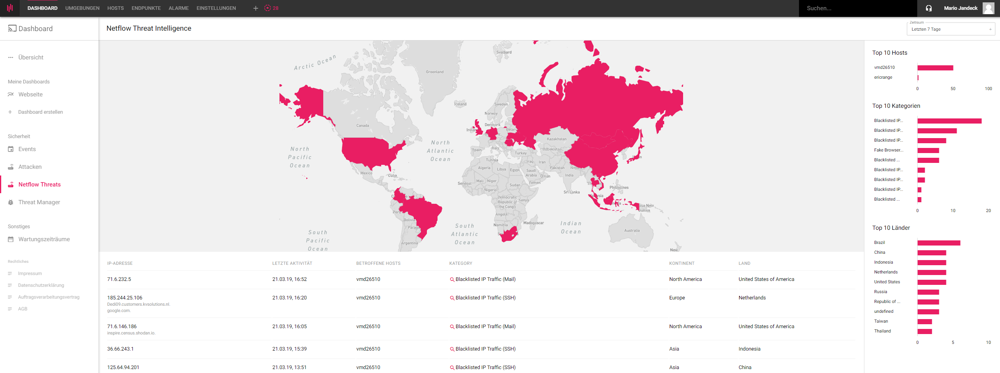 DASHBOARD UMGEBUNGEN HOSTS ENDPUNKTE ALARME EINSTELLUNGEN + 28 Suchen... Mario Jandeck
Dashboard
Übersicht
Meine Dashboards
Webseite
+ Dashboard erstellen
Sicherheit
Events
Attacken
Netflow Threats
Threat Manager
Sonstiges
Wartungszeiträume
Rechtliches
Impressum
Datenschutzerklärung
Auftragsverarbeitungsvertrag
AGB
Netflow Threat Intelligence
Zeitraum
Letzten 7 Tage
Arctic Ocean
Svalbard
Greenland
Iceland
Sweden
Norway
Canada
Denmark
Ireland
Belaru
Kazakhstan
North
Atlantic
Ocean
North
Pacific
Ocean
Spain
Italy
Uzbekistan
Turkey
Tunisia
Iraq
Iran
Algeria
Libya
Egypt
Saudi
Arabia
Pakistan
Nepa
Mexico
Cuba
Oman
India
Senegal
Mali
Niger
Sudan
Yemen
Nigeria
Sri Lanka
Philippines
Democratic
Republic of
the Congo
Kenya
Peru
Angola
Bolivia
Namibia
Madagascar
Paragu
Argentina
South
Pacific
Ocean
South
Atlantic
Ocean
Indian
Ocean
pua New
Guinea
Australia
New
IP-ADRESSE LETZTE AKTIVITÄT BETROFFENE HOSTS KATEGORY KONTINENT LAND
71.6.232.5 21.03.19, 16:52 vmd26510 Blacklisted IP Traffic (Mail) North America United States of America
185.244.25.106 21.03.19, 16:20 vmd26510 Blacklisted IP Traffic (SSH) Europe Netherlands
Dedi09.customers.kvsolutions.nl.
google.com.
71.6.146.186 21.03.19, 16:05 vmd26510 Blacklisted IP Traffic (Mail) North America United States of America
inspire.census.shodan.io.
36.66.243.1 21.03.19, 15:39 vmd26510 Blacklisted IP Traffic (SSH) Asia Indonesia
125.64.94.201 21.03.19, 13:51 vmd26510 Blacklisted IP Traffic (SSH) Asia China
Top 10 Hosts
vmd26510
ericrange
0 50 100
Top 10 Kategorien
Blacklisted IP...
Blacklisted IP...
Blacklisted IP...
Fake Browser...
Blacklisted ...
Blacklisted IP...
Blacklisted IP...
Blacklisted IP...
Blacklisted ...
0 10 20
Top 10 Länder
Brazil
China
Indonesia
Netherlands
United States
Russia
Republic of ...
undefined
Taiwan
Thailand
0 5 10